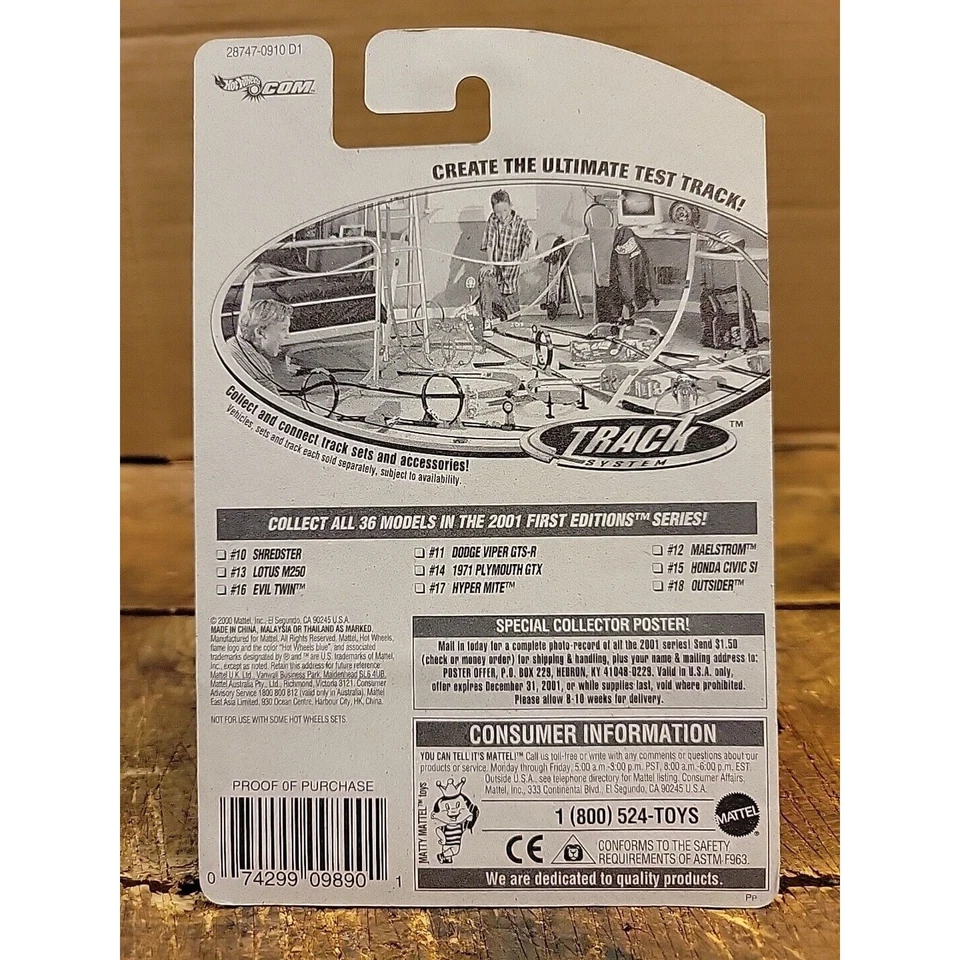 28747-0910 D1
Hot Wheels .COM
CREATE THE ULTIMATE TEST TRACK!
Collect and connect track sets and accessories!
Vehicles, sets and track each sold separately, subject to availability.
TRACK ™
SYSTEM
COLLECT ALL 36 MODELS IN THE 2001 FIRST EDITIONS™ SERIES!
#10 SHREDSTER #11 DODGE VIPER GTS-R #12 MAELSTROM™
#13 LOTUS M250 #14 1971 PLYMOUTH GTX #15 HONDA CIVIC SI
#16 EVIL TWIN™ #17 HYPER MITE™ #18 OUTSIDER™
© 2000 Mattel, Inc., El Segundo, CA 90245 U.S.A.
MADE IN CHINA, MALAYSIA OR THAILAND AS MARKED.
Manufactured for Mattel. All Rights Reserved. Mattel, Hot Wheels,
flame logo and the color "Hot Wheels blue", and associated
trademarks designated by ® and ™ are U.S. trademarks of Mattel,
Inc., except as noted. Retain this address for future reference:
Mattel U.K. Ltd., Vanwall Business Park, Maidenhead SL6 4UB.
Mattel Australia Pty., Ltd., Richmond, Victoria 3121. Consumer
Advisory Service 1800 800 812 (valid only in Australia). Mattel
East Asia Limited, 930 Ocean Centre, Harbour City, HK, China.
NOT FOR USE WITH SOME HOT WHEELS SETS.
SPECIAL COLLECTOR POSTER!
Mail in today for a complete photo-record of all the 2001 series! Send $1.50
(check or money order) for shipping & handling, plus your name & mailing address to:
POSTER OFFER, P.O. BOX 229, HEBRON, KY 41048-0229. Valid in U.S.A. only,
offer expires December 31, 2001, or while supplies last, void where prohibited.
Please allow 8-10 weeks for delivery.
CONSUMER INFORMATION
YOU CAN TELL IT'S MATTEL!™ Call us toll-free or write with any comments or questions about our
products or service. Monday through Friday, 5:00 a.m.-3:00 p.m. PST, 8:00 a.m.-6:00 p.m. EST.
Outside U.S.A., see telephone directory for Mattel listing. Consumer Affairs,
Mattel, Inc., 333 Continental Blvd., El Segundo, CA 90245 U.S.A.
MATTY MATTEL™ toys
1 (800) 524-TOYS
MATTEL®
CE
CONFORMS TO THE SAFETY
REQUIREMENTS OF ASTM F963.
We are dedicated to quality products.
PROOF OF PURCHASE
0 74299 09890 1
PP